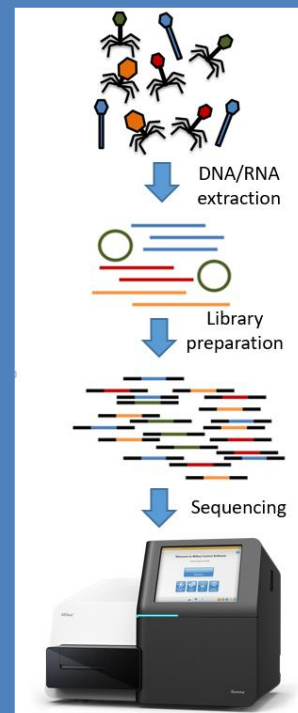 DNA/RNA
extraction
Library
preparation
Sequencing